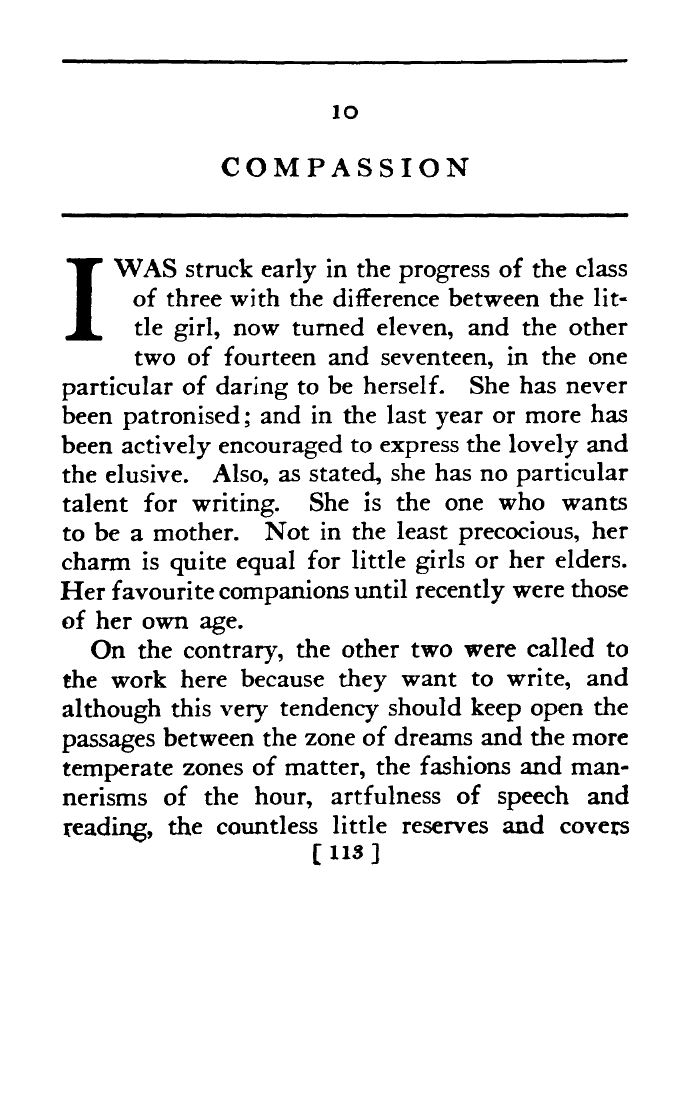 10
COMPASSION
I WAS struck early in the progress of the class
of three with the difference between the lit-
tle girl, now turned eleven, and the other
two of fourteen and seventeen, in the one
particular of daring to be herself. She has never
been patronised; and in the last year or more has
been actively encouraged to express the lovely and
the elusive. Also, as stated, she has no particular
talent for writing. She is the one who wants
to be a mother. Not in the least precocious, her
charm is quite equal for little girls or her elders.
Her favourite companions until recently were those
of her own age.
On the contrary, the other two were called to
the work here because they want to write, and
although this very tendency should keep open the
passages between the zone of dreams and the more
temperate zones of matter, the fashions and man-
nerisms of the hour, artfulness of speech and
reading, the countless little reserves and covers
[ 113 ]